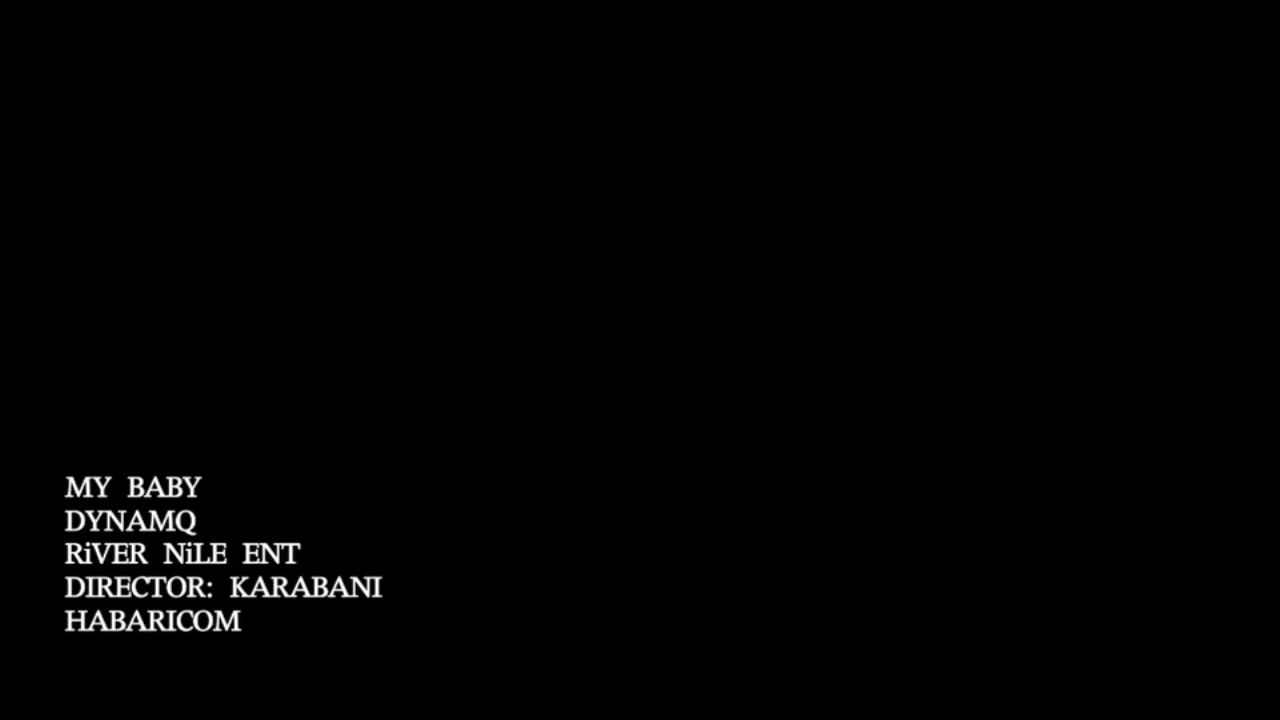 MY BABY
DYNAMQ
RiVER NiLE ENT
DIRECTOR: KARABANI
HABARICOM